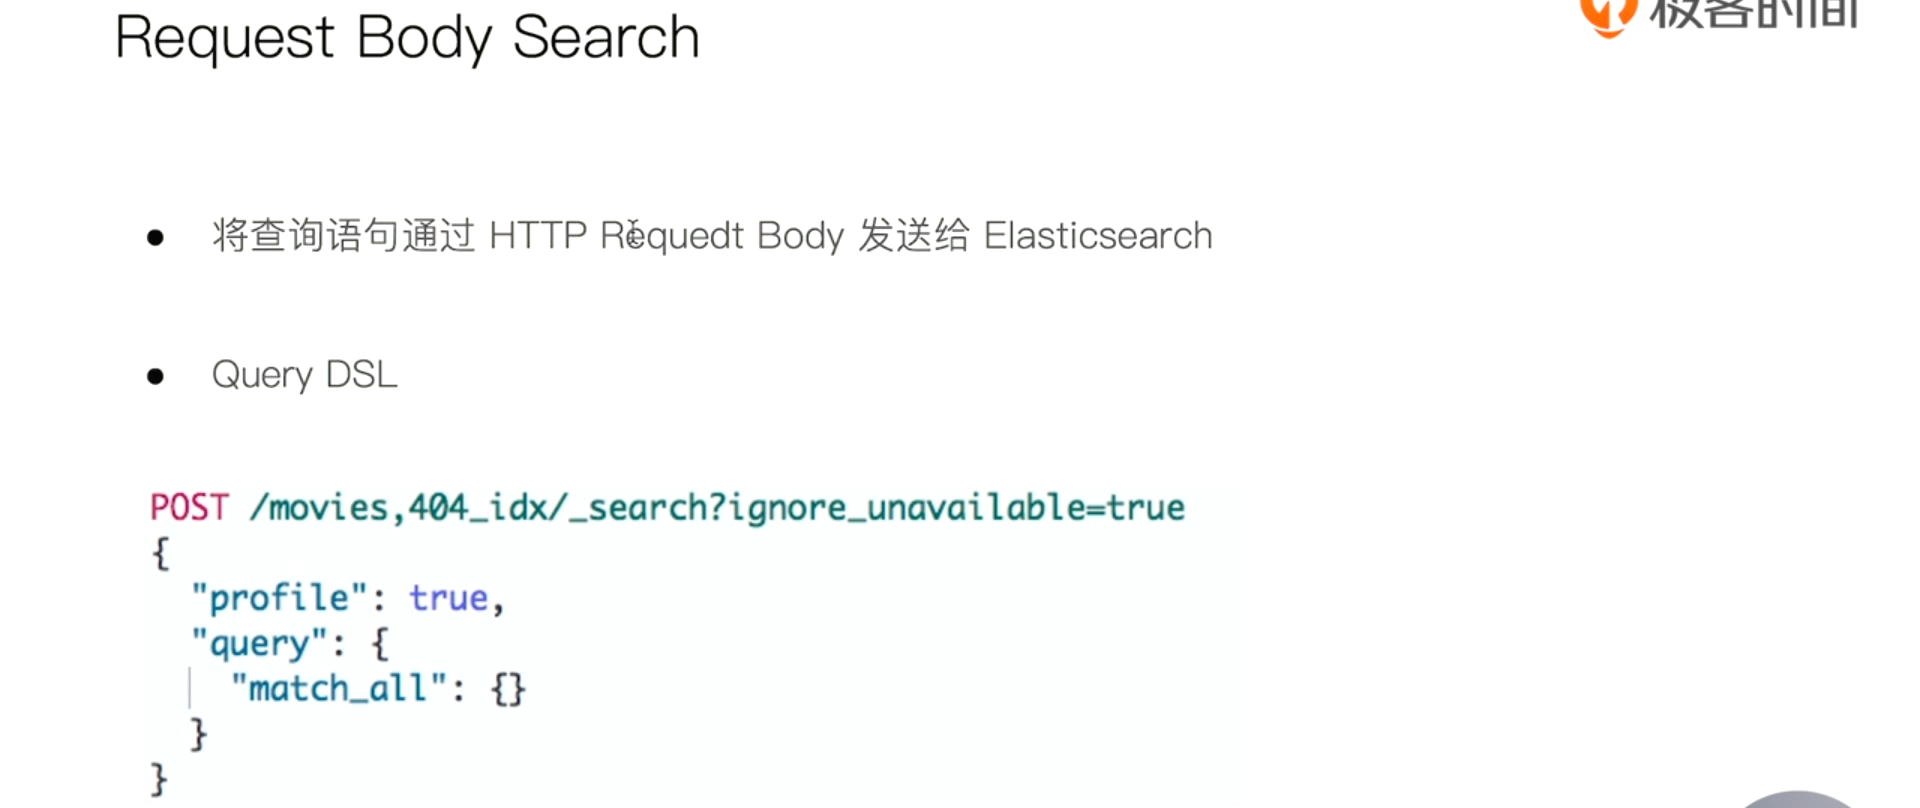 Request Body Search
极客时间
● 将查询语句通过 HTTP Requedt Body 发送给 Elasticsearch
● Query DSL
POST /movies,404_idx/_search?ignore_unavailable=true
{
  "profile": true,
  "query": {
    "match_all": {}
  }
}